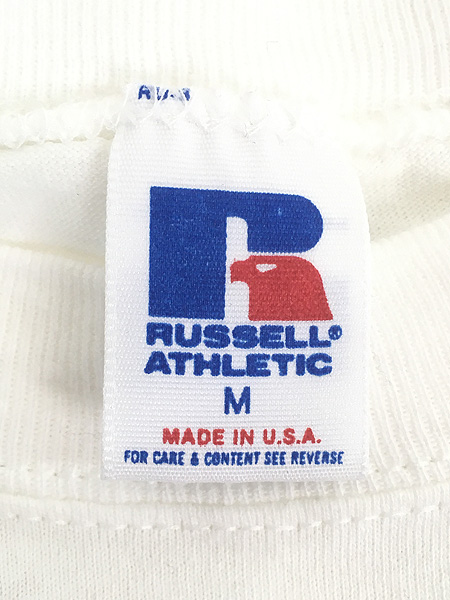 RUSSELL®
ATHLETIC
M
MADE IN U.S.A.
FOR CARE & CONTENT SEE REVERSE